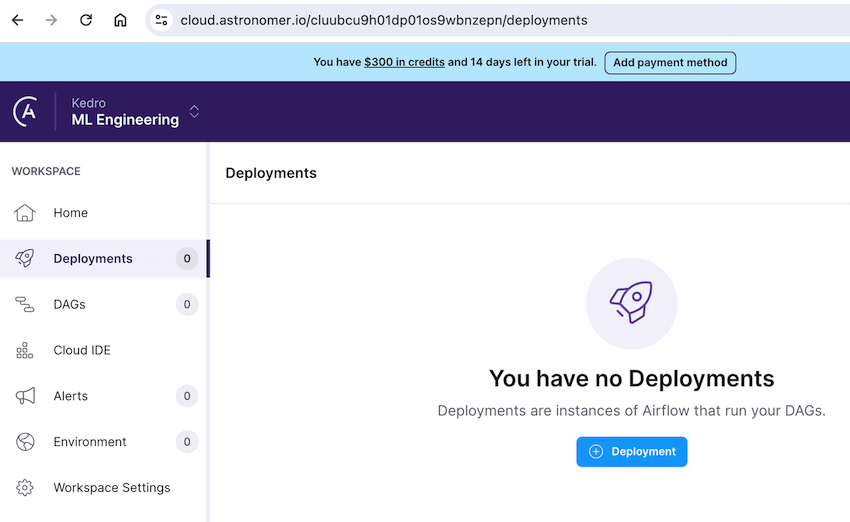 cloud.astronomer.io/cluubcu9h01dp01os9wbnzepn/deployments
You have $300 in credits and 14 days left in your trial.
Add payment method
Kedro
ML Engineering
WORKSPACE
Deployments
Home
Deployments 0
DAGs 0
Cloud IDE
Alerts 0
Environment 0
Workspace Settings
You have no Deployments
Deployments are instances of Airflow that run your DAGs.
Deployment